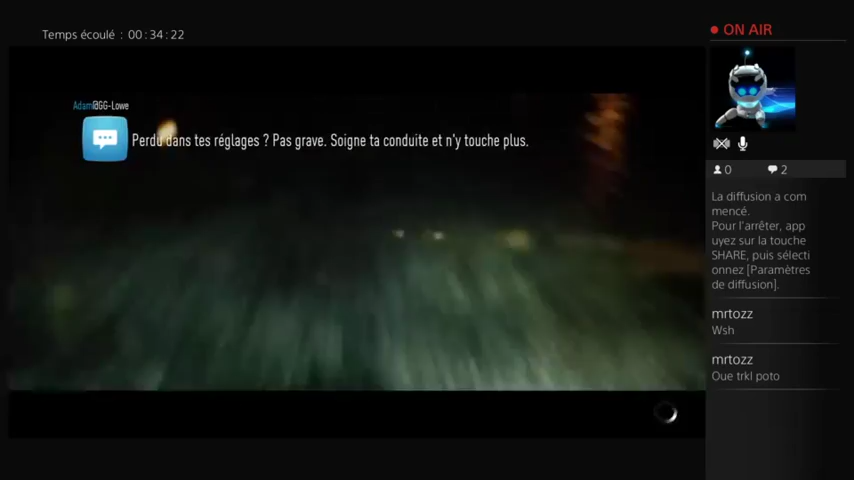 Temps écoulé : 00:34:22
ON AIR
Adam@GG-Lowe
Perdu dans tes réglages ? Pas grave. Soigne ta conduite et n'y touche plus.
0 2
La diffusion a com
mencé.
Pour l'arrêter, app
uyez sur la touche
SHARE, puis sélecti
onnez [Paramètres
de diffusion].
mrtozz
Wsh
mrtozz
Oue trkl poto